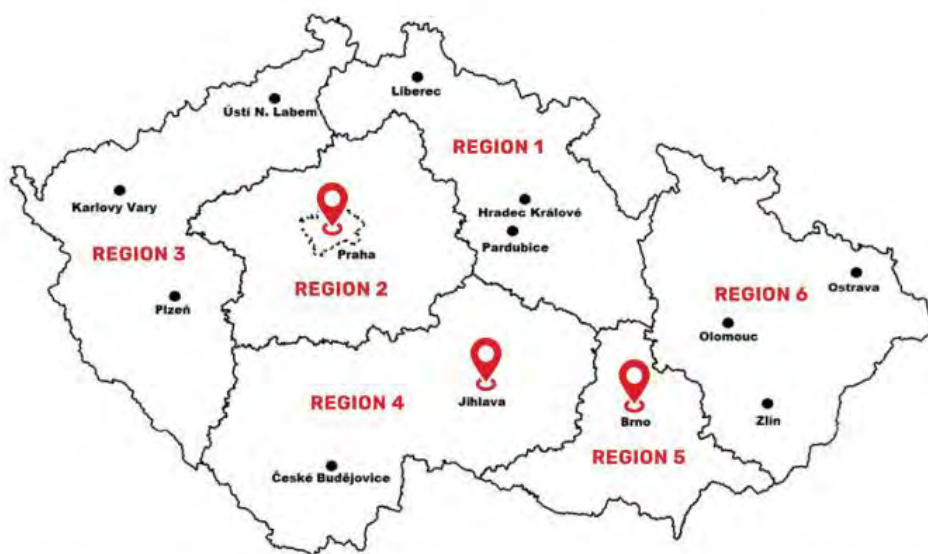 Liberec
Ústí N. Labem
REGION 1
Karlovy Vary
Hradec Králové
Pardubice
REGION 3
Praha
REGION 2
Plzeň
REGION 6
Ostrava
Olomouc
REGION 4
Jihlava
Zlín
Brno
REGION 5
České Budějovice